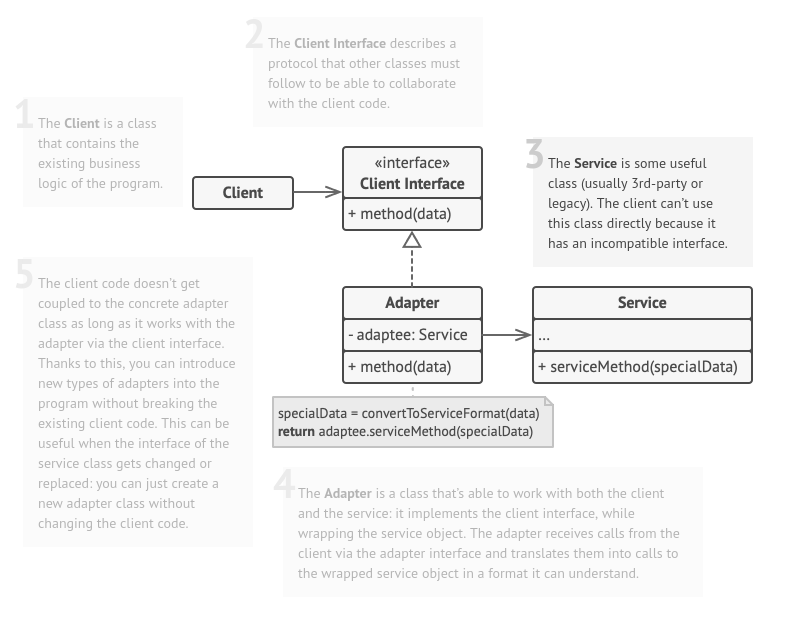 2
The Client Interface describes a
protocol that other classes must
follow to be able to collaborate
with the client code.
1
The Client is a class
that contains the
existing business
logic of the program.
Client
«interface»
Client Interface
+ method(data)
3
The Service is some useful
class (usually 3rd-party or
legacy). The client can't use
this class directly because it
has an incompatible interface.
5
The client code doesn't get
coupled to the concrete adapter
class as long as it works with the
adapter via the client interface.
Thanks to this, you can introduce
new types of adapters into the
program without breaking the
existing client code. This can be
useful when the interface of the
service class gets changed or
replaced: you can just create a
new adapter class without
changing the client code.
Adapter
- adaptee: Service
+ method(data)
Service
...
+ serviceMethod(specialData)
specialData = convertToServiceFormat(data)
return adaptee.serviceMethod(specialData)
4
The Adapter is a class that's able to work with both the client
and the service: it implements the client interface, while
wrapping the service object. The adapter receives calls from the
client via the adapter interface and translates them into calls to
the wrapped service object in a format it can understand.